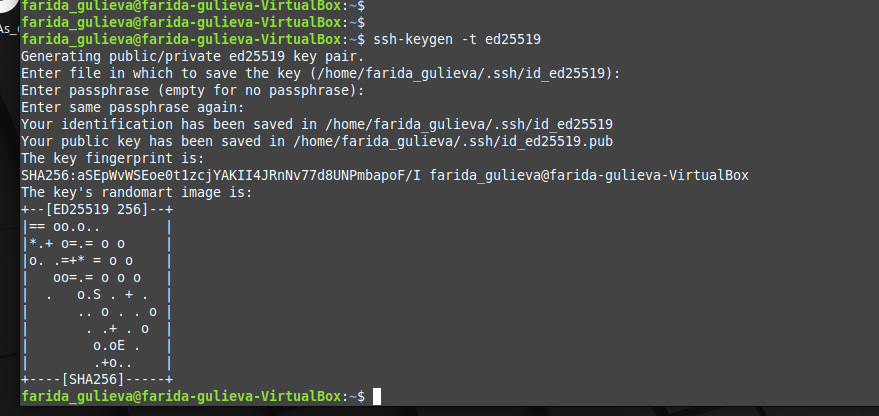 farida_gulieva@farida-gulieva-VirtualBox:~$
farida_gulieva@farida-gulieva-VirtualBox:~$
farida_gulieva@farida-gulieva-VirtualBox:~$ ssh-keygen -t ed25519
Generating public/private ed25519 key pair.
Enter file in which to save the key (/home/farida_gulieva/.ssh/id_ed25519):
Enter passphrase (empty for no passphrase):
Enter same passphrase again:
Your identification has been saved in /home/farida_gulieva/.ssh/id_ed25519
Your public key has been saved in /home/farida_gulieva/.ssh/id_ed25519.pub
The key fingerprint is:
SHA256:aSEpWvWSEoe0t1zcjYAKII4JRnNv77d8UNPmbapoF/I farida_gulieva@farida-gulieva-VirtualBox
The key's randomart image is:
+--[ED25519 256]--+
|== oo.o..        |
|*.+ o=.= o o     |
|o. .=+* = o o    |
|   oo=.= o o o   |
|  .   o.S . + .  |
|      .. o . . o |
|       . .+ . o  |
|        o.oE .   |
|        .+o..    |
+----[SHA256]-----+
farida_gulieva@farida-gulieva-VirtualBox:~$